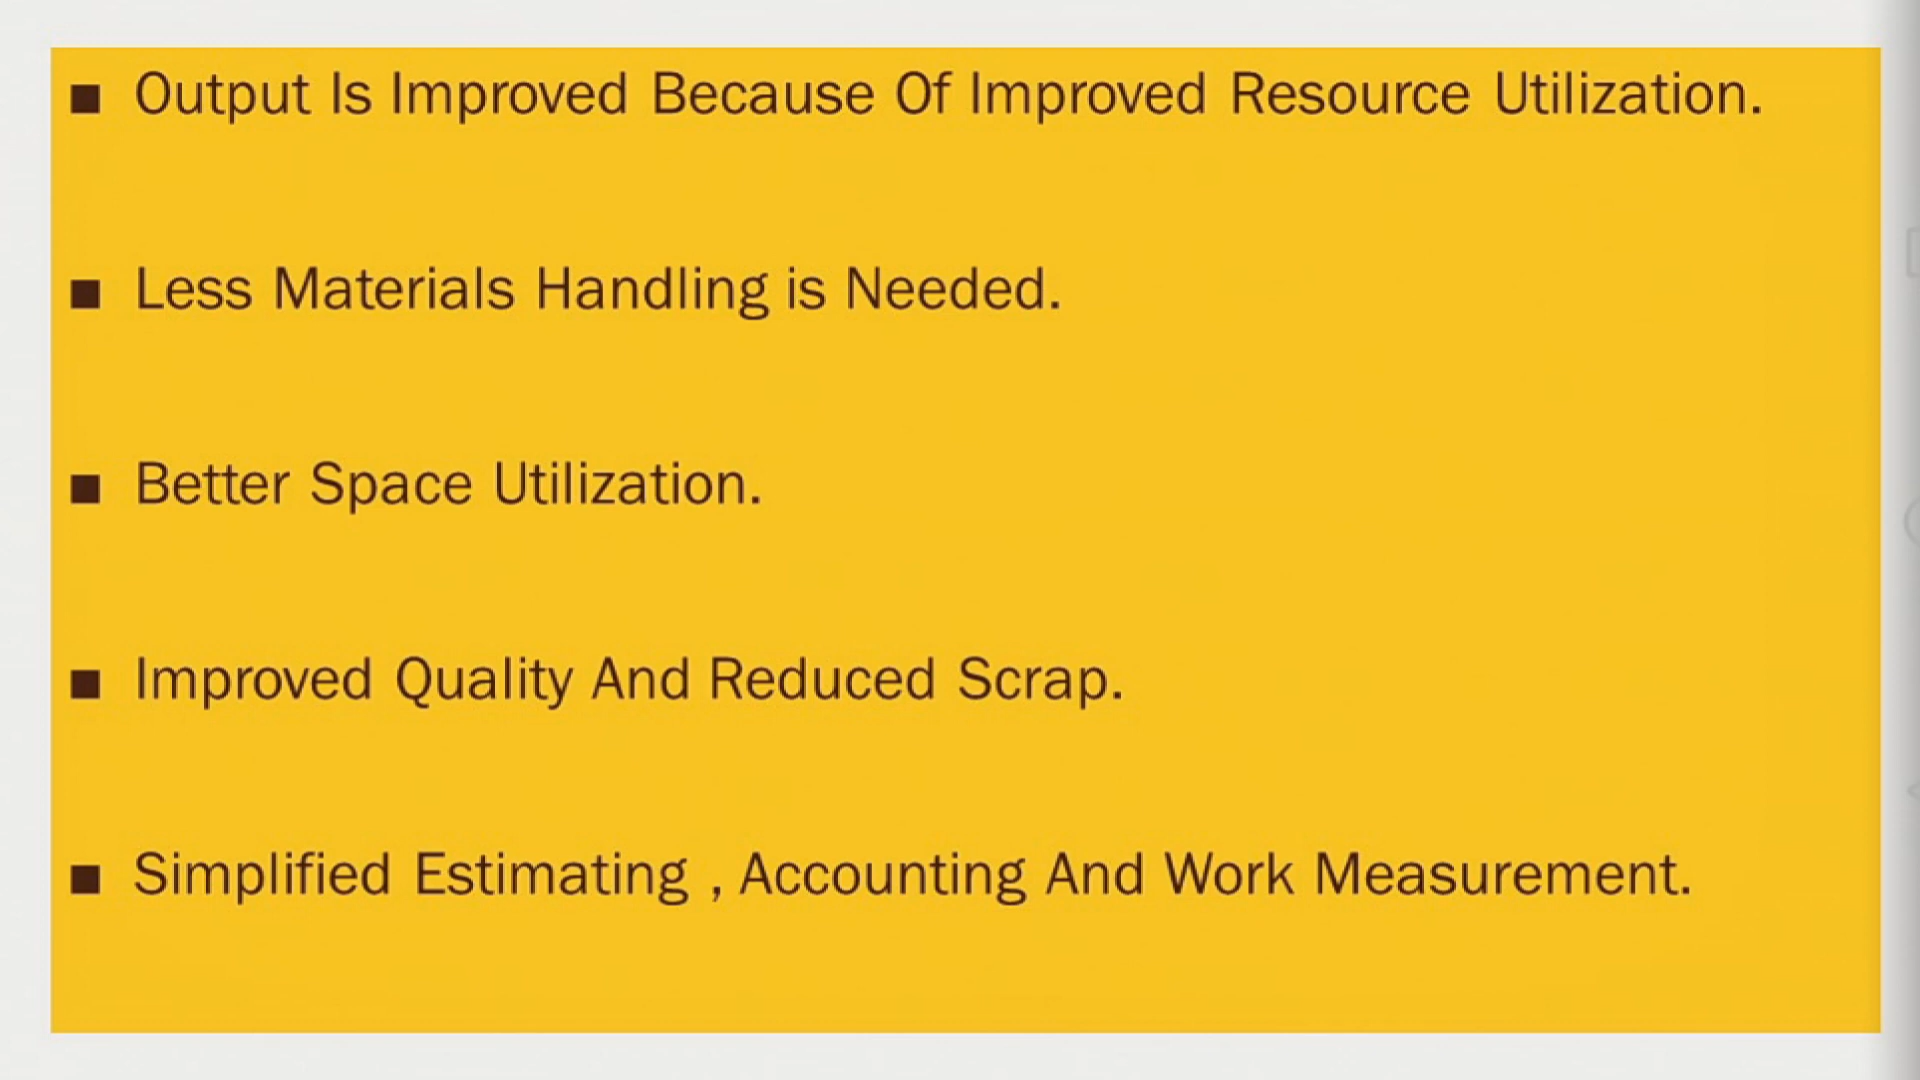 ▪ Output Is Improved Because Of Improved Resource Utilization.
▪ Less Materials Handling is Needed.
▪ Better Space Utilization.
▪ Improved Quality And Reduced Scrap.
▪ Simplified Estimating , Accounting And Work Measurement.